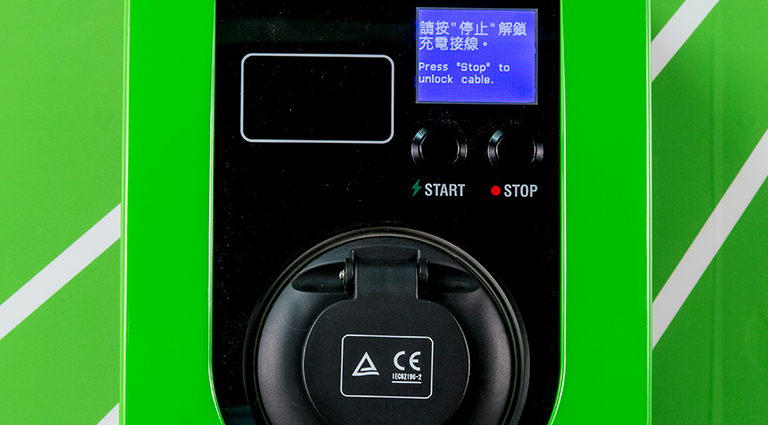 請按"停止"解鎖
充電接線。
Press "Stop" to
unlock cable.
START
STOP
CE
IEC62196-2